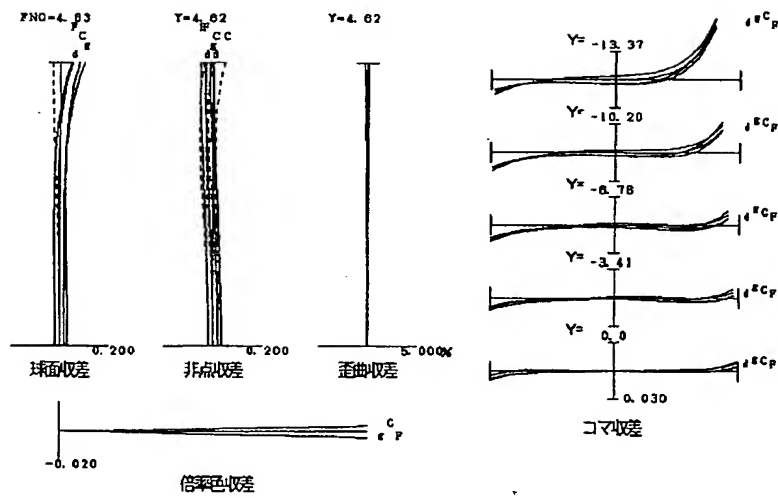 FNO=4.63
F C g d
0.200
球面収差
Y=4.62
F C C g d d
0.200
非点収差
Y=4.62
5.000%
歪曲収差
C
g F
-0.020
倍率色収差
Y= -13.37
d g C F
Y= -10.20
d g C F
Y= -6.78
d g C F
Y= -3.41
d g C F
Y= 0.0
d g C F
0.030
コマ収差